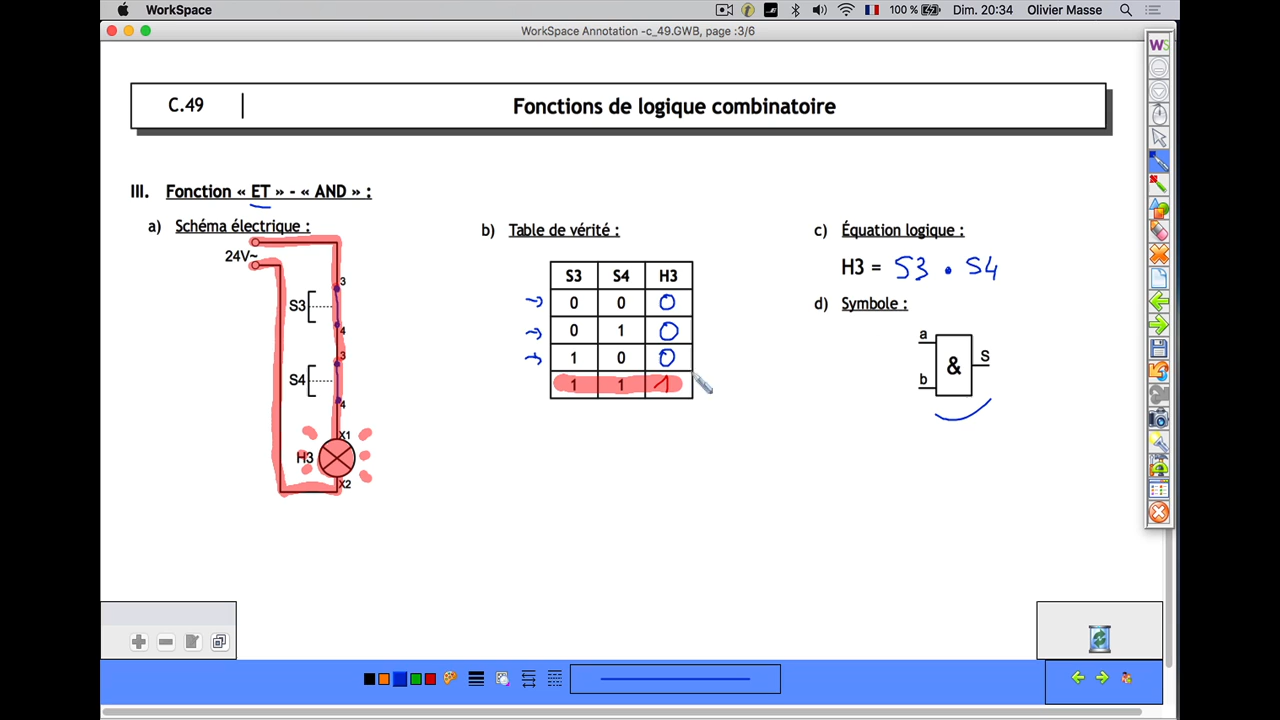 WorkSpace
100 %
Dim. 20:34
Olivier Masse
WorkSpace Annotation -c_49.GWB, page :3/6
WS
C.49
Fonctions de logique combinatoire
III. Fonction « ET » - « AND » :
a) Schéma électrique :
24V~
3
S3
4
3
S4
4
X1
H3
X2
b) Table de vérité :
S3 S4 H3
0 0 0
0 1 0
1 0 0
1 1 1
c) Équation logique :
H3 = S3 • S4
d) Symbole :
a
S
&
b